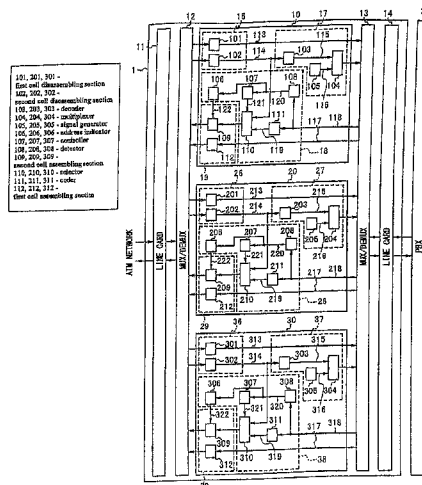 101, 201, 301 -
first cell disassembling section
102, 202, 302 -
second cell disassembling section
103, 203, 303 - decoder
104, 204, 304 - multiplexer
105, 205, 305 - signal generator
106, 206, 306 - address indicator
107, 207, 307 - controller
108, 208, 308 - detector
109, 209, 309 -
second cell assembling section
110, 210, 310 - selector
111, 211, 311 - coder
112, 212, 312 -
first cell assembling section
1
11
12
13
14
ATM NETWORK
LINE CARD
MUX/DEMUX
MUX/DEMUX
LINE CARD
PBX
16 113 10 17
101 115
102 114 103
105 104
116
106 107 108
122 121 120
111 118
109 110 119 117
112 18
19
26 213 20 27
201 215
202 214 203
205 204
216
206 207 208
222 221 220
211 218
209 210 219 217
212 28
29
36 313 30 37
301 315
302 314 303
305 304
316
306 307 308
322 321 320
311 318
309 310 319 317
312 38